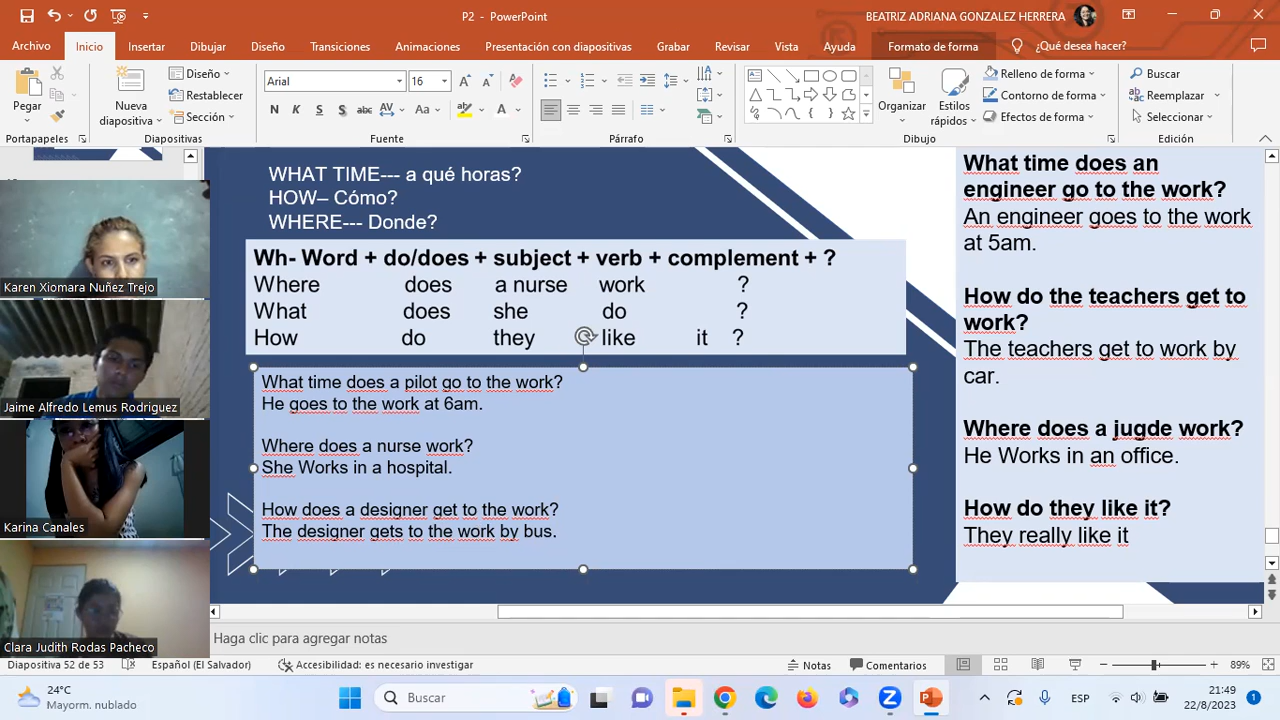 P2 - PowerPoint
BEATRIZ ADRIANA GONZALEZ HERRERA
Archivo Inicio Insertar Dibujar Diseño Transiciones Animaciones Presentación con diapositivas Grabar Revisar Vista Ayuda Formato de forma ¿Qué desea hacer?
Pegar
Nueva diapositiva
Diseño
Restablecer
Sección
Arial 16
N K S S abc AV Aa A
Organizar
Estilos rápidos
Relleno de forma
Contorno de forma
Efectos de forma
Buscar
Reemplazar
Seleccionar
Portapapeles Diapositivas Fuente Párrafo Dibujo Edición
WHAT TIME--- a qué horas?
HOW– Cómo?
WHERE--- Donde?
Wh- Word + do/does + subject + verb + complement + ?
Where does a nurse work ?
What does she do ?
How do they like it ?
What time does a pilot go to the work?
He goes to the work at 6am.
Where does a nurse work?
She Works in a hospital.
How does a designer get to the work?
The designer gets to the work by bus.
What time does an
engineer go to the work?
An engineer goes to the work
at 5am.
How do the teachers get to
work?
The teachers get to work by
car.
Where does a jugde work?
He Works in an office.
How do they like it?
They really like it
Karen Xiomara Nuñez Trejo
Jaime Alfredo Lemus Rodriguez
Karina Canales
Clara Judith Rodas Pacheco
Haga clic para agregar notas
Diapositiva 52 de 53 Español (El Salvador) Accesibilidad: es necesario investigar Notas Comentarios 89%
24°C
Mayorm. nublado
Buscar
ESP
21:49
22/8/2023
1